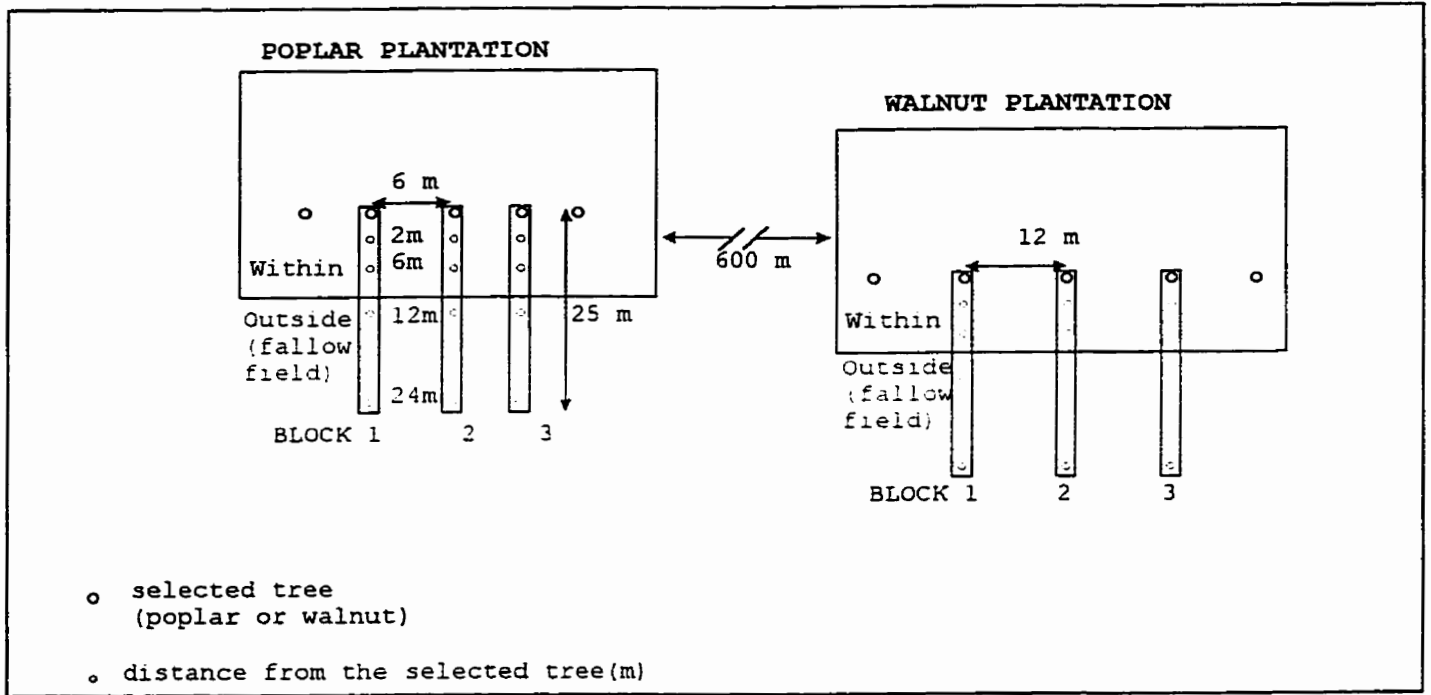 POPLAR PLANTATION
6 m
2m
6m
Within
12m
25 m
Outside
(fallow
field)
24m
BLOCK 1
2
3
600 m
WALNUT PLANTATION
12 m
Within
Outside
(fallow
field)
BLOCK 1
2
3
selected tree
(poplar or walnut)
distance from the selected tree(m)